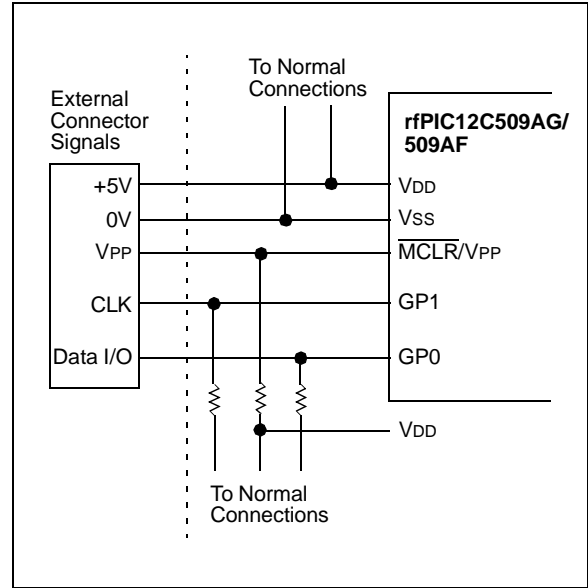 To Normal
Connections
External
Connector
Signals
rfPIC12C509AG/
509AF
+5V
VDD
0V
VSS
VPP
MCLR/VPP
CLK
GP1
Data I/O
GP0
VDD
To Normal
Connections